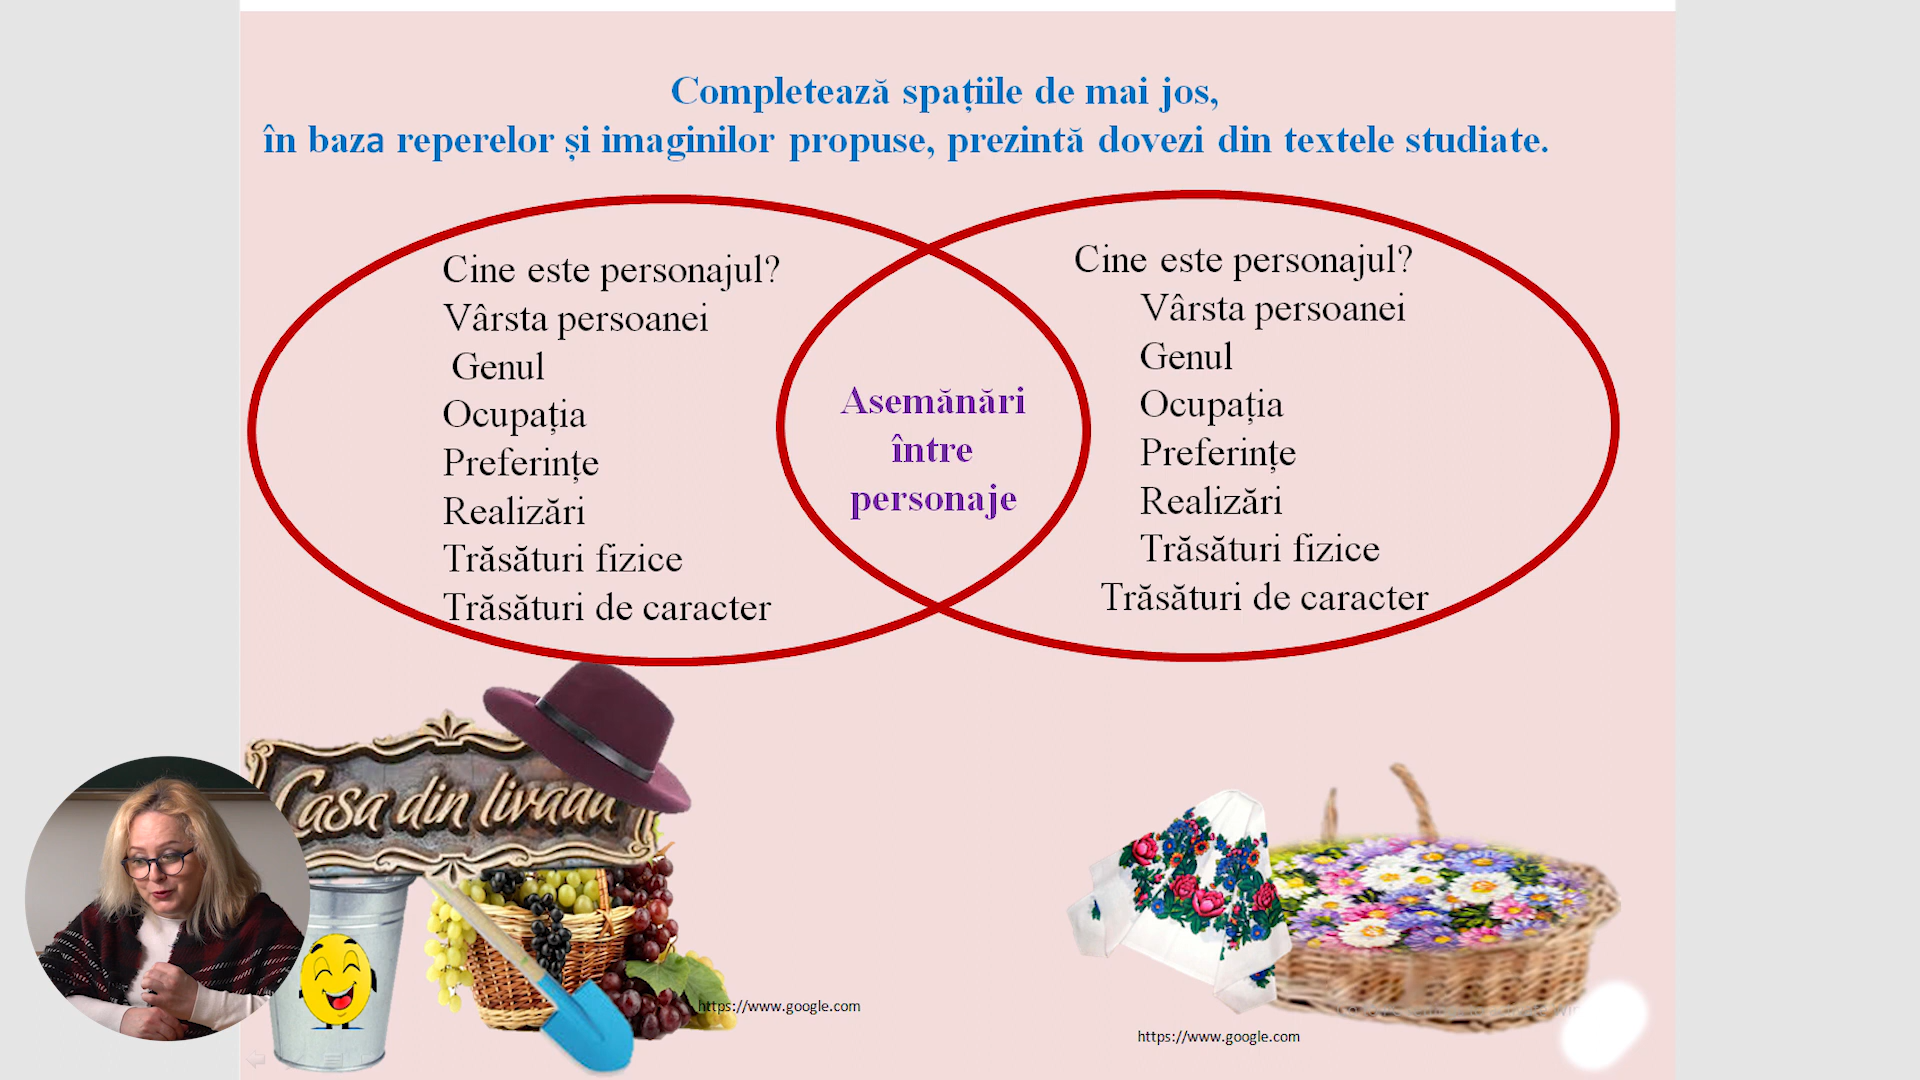 Completează spațiile de mai jos,
în baza reperelor și imaginilor propuse, prezintă dovezi din textele studiate.
Cine este personajul?
Vârsta persoanei
Genul
Ocupația
Preferințe
Realizări
Trăsături fizice
Trăsături de caracter
Asemănări
între
personaje
Cine este personajul?
Vârsta persoanei
Genul
Ocupația
Preferințe
Realizări
Trăsături fizice
Trăsături de caracter
Casa din livada
https://www.google.com
https://www.google.com